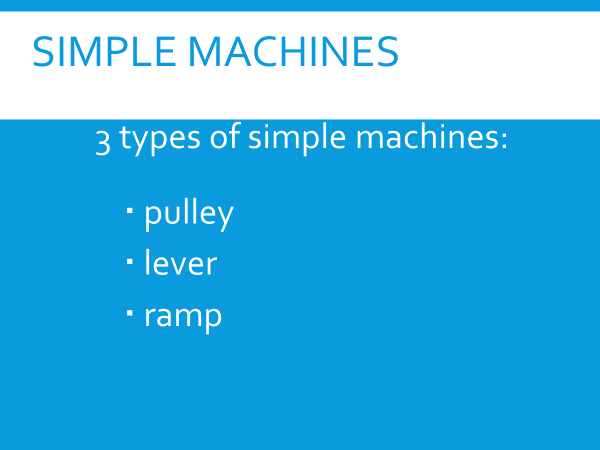 SIMPLE MACHINES
3 types of simple machines:
▪ pulley
▪ lever
▪ ramp